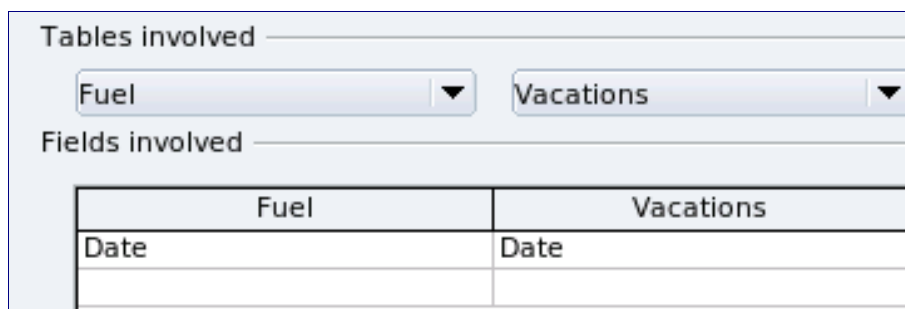 Tables involved
Fuel Vacations
Fields involved
Fuel Vacations
Date Date